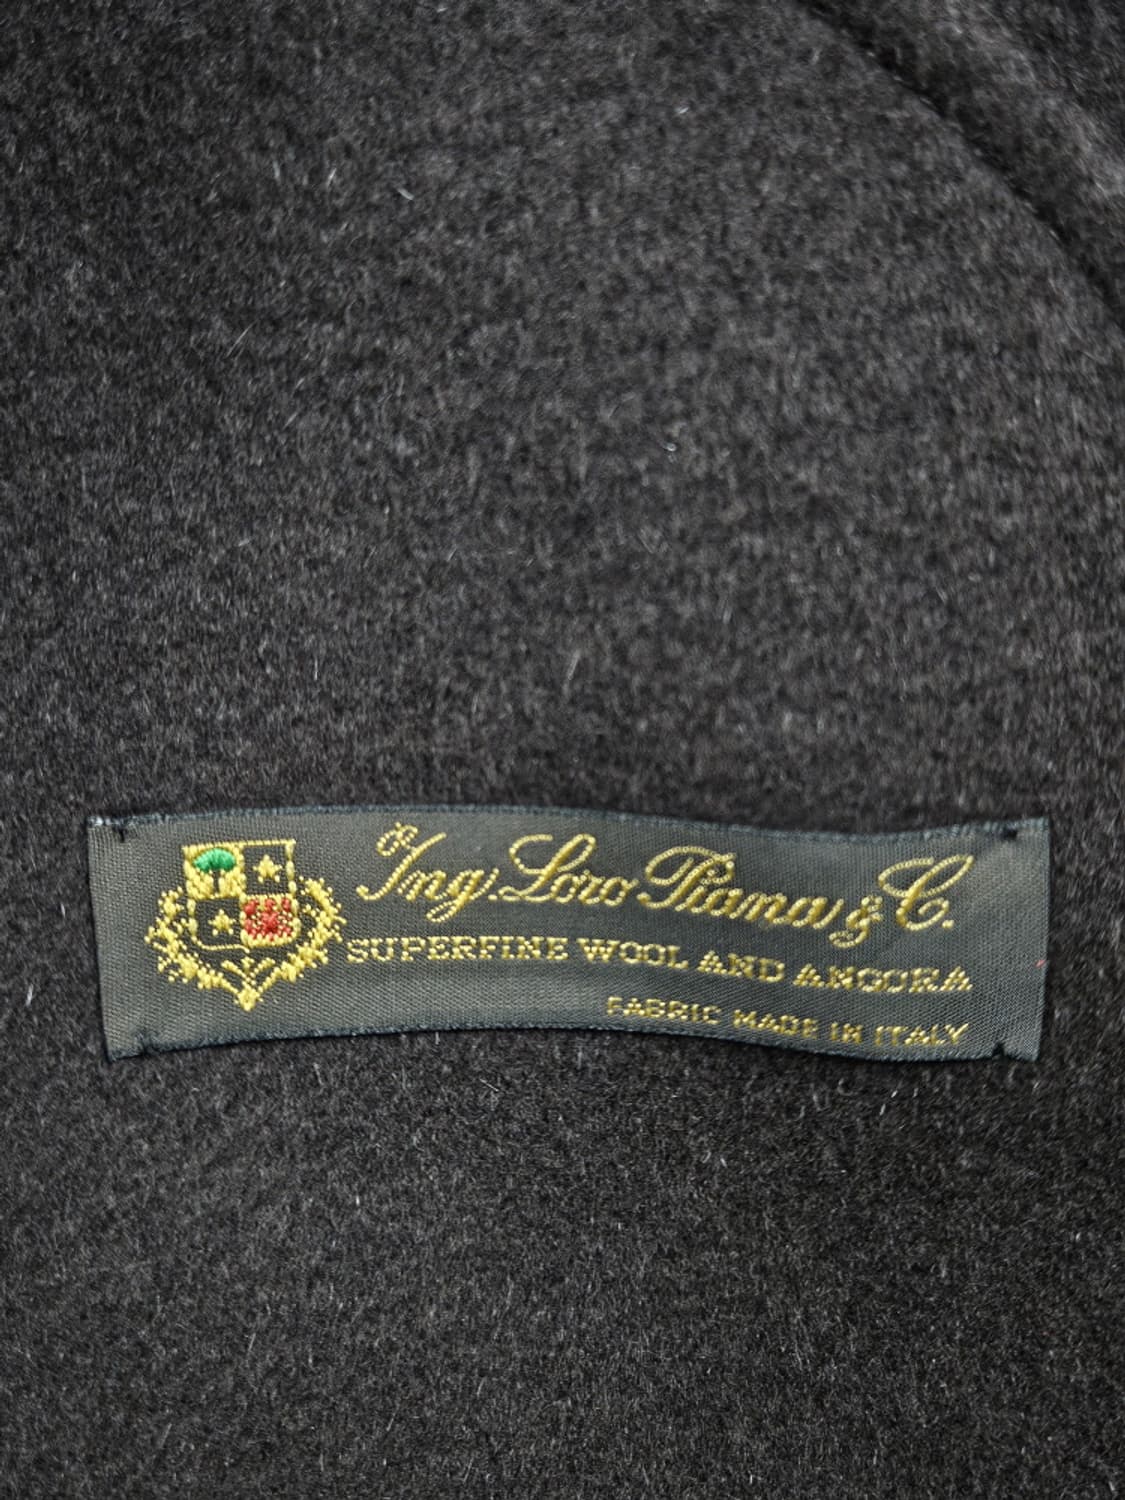 Ing. Loro Piana & C.
SUPERFINE WOOL AND ANGORA
FABRIC MADE IN ITALY